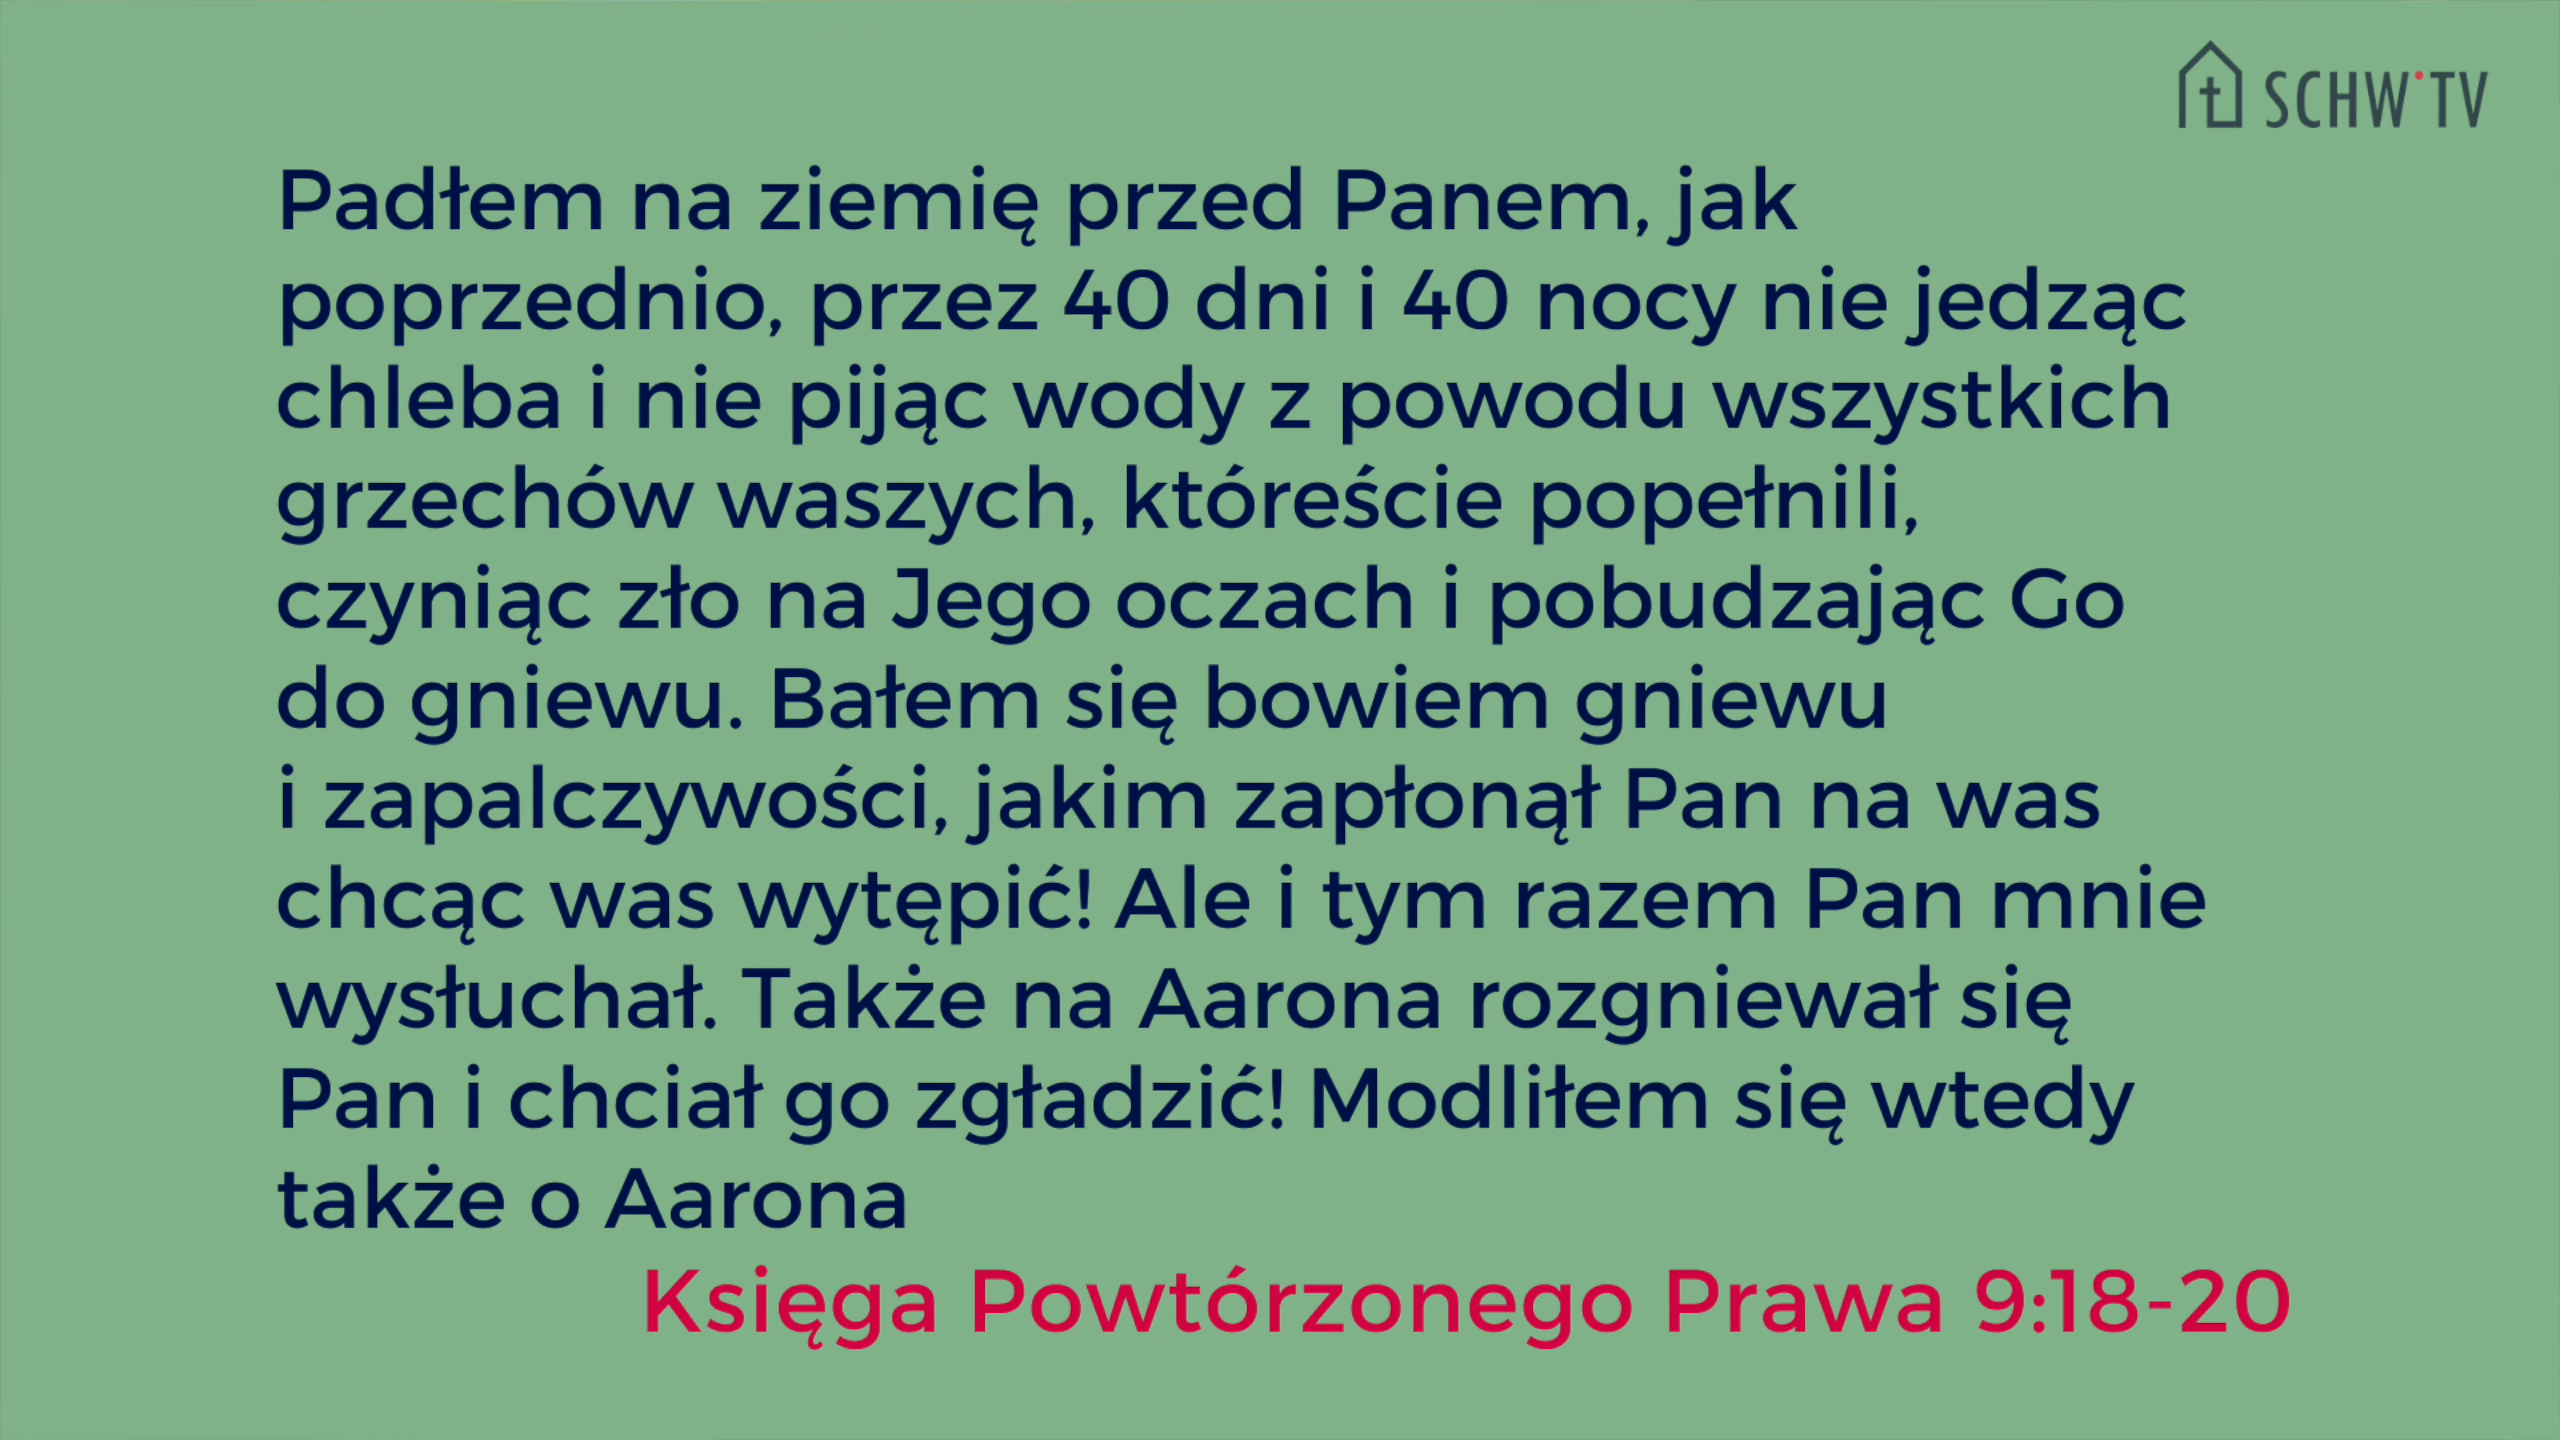 SCHW TV
Padłem na ziemię przed Panem, jak
poprzednio, przez 40 dni i 40 nocy nie jedząc
chleba i nie pijąc wody z powodu wszystkich
grzechów waszych, któreście popełnili,
czyniąc zło na Jego oczach i pobudzając Go
do gniewu. Bałem się bowiem gniewu
i zapalczywości, jakim zapłonął Pan na was
chcąc was wytępić! Ale i tym razem Pan mnie
wysłuchał. Także na Aarona rozgniewał się
Pan i chciał go zgładzić! Modliłem się wtedy
także o Aarona
Księga Powtórzonego Prawa 9:18-20